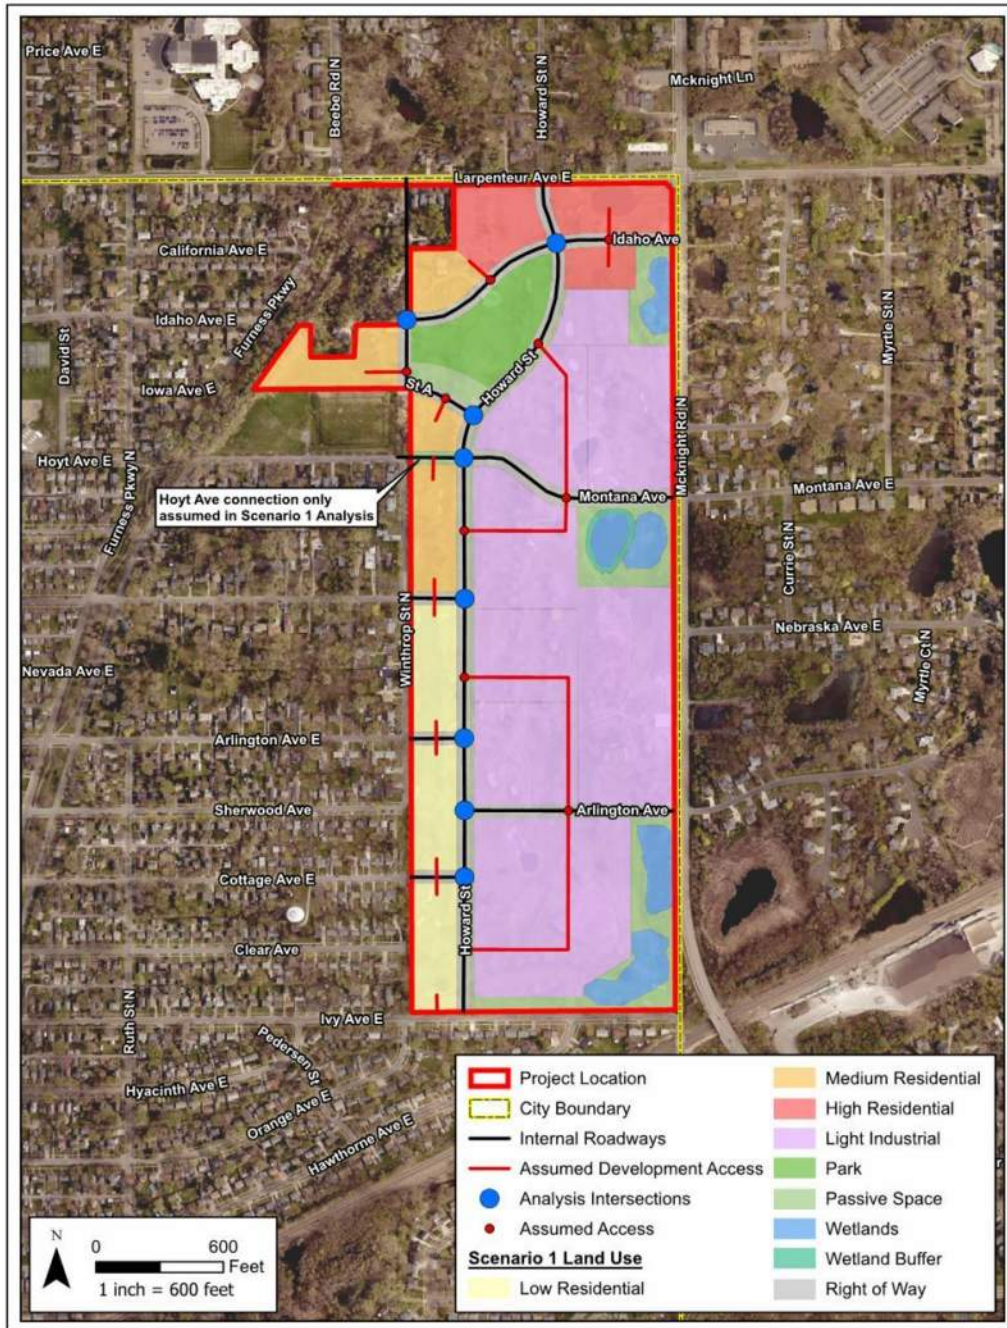 Price Ave E
Beebe Rd N
Howard St N
Mcknight Ln
Larpenteur Ave E
California Ave E
Idaho Ave
Furness Pkwy
Idaho Ave E
David St
Myrtle St N
Iowa Ave E
St A
Howard St
Mcknight Rd N
Hoyt Ave E
Furness Pkwy N
Hoyt Ave connection only
assumed in Scenario 1 Analysis
Montana Ave
Montana Ave E
Currie St N
Winthrop St N
Nebraska Ave E
Nevada Ave E
Myrtle Ct N
Arlington Ave E
Sherwood Ave
Arlington Ave
Cottage Ave E
Howard St
Clear Ave
Ruth St N
Ivy Ave E
Pedersen St
Hyacinth Ave E
Orange Ave E
Hawthorne Ave E
Project Location
City Boundary
Internal Roadways
Assumed Development Access
Analysis Intersections
Assumed Access
Scenario 1 Land Use
Low Residential
Medium Residential
High Residential
Light Industrial
Park
Passive Space
Wetlands
Wetland Buffer
Right of Way
N
0 600
Feet
1 inch = 600 feet